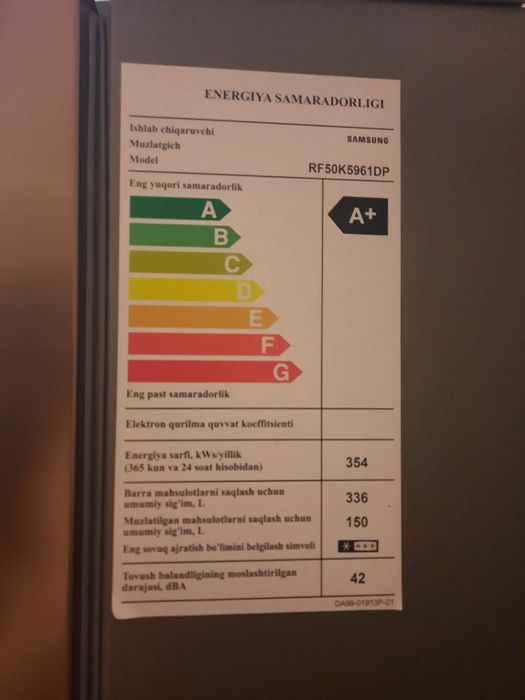 ENERGIYA SAMARADORLIGI
Ishlab chiqaruvchi
SAMSUNG
Muzlatgich
Model
RF50K5961DP
Eng yuqori samaradorlik
A
A+
B
C
D
E
F
G
Eng past samaradorlik
Elektron qurilma quvvat koeffitsienti
Energiya sarfi, kWs/yillik
(365 kun va 24 soat hisobidan)
354
Barra mahsulotlarni saqlash uchun
umumiy sig'im, L
336
Muzlatilgan mahsulotlarni saqlash uchun
umumiy sig'im, L
150
Eng sovuq ajratish bo'limini belgilash simvoli
Tovush balandligining moslashtirilgan
darajasi, dBA
42
DA99-01913P-01